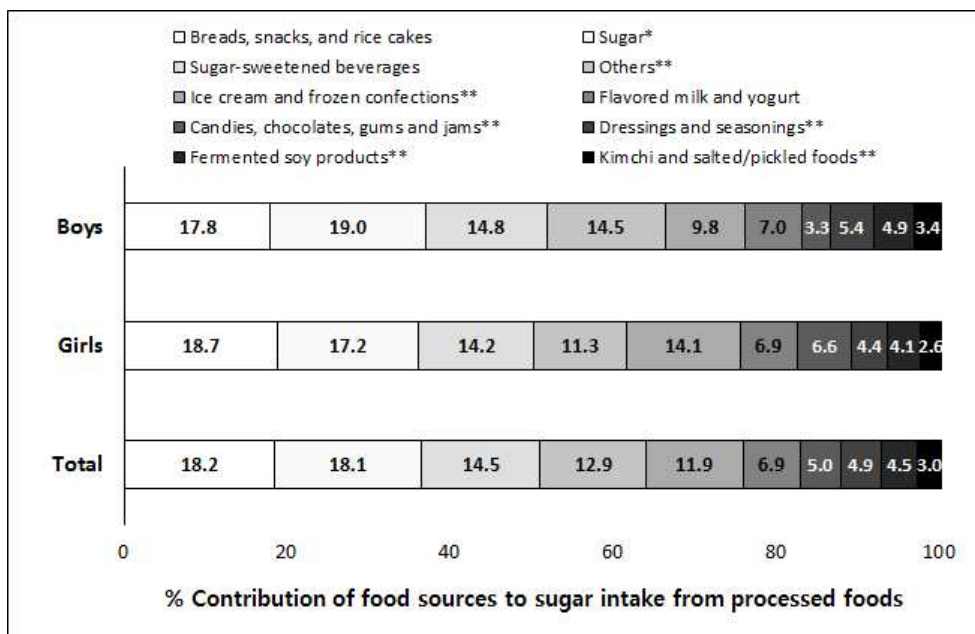 Breads, snacks, and rice cakes Sugar*
Sugar-sweetened beverages Others**
Ice cream and frozen confections** Flavored milk and yogurt
Candies, chocolates, gums and jams** Dressings and seasonings**
Fermented soy products** Kimchi and salted/pickled foods**
Boys 17.8 19.0 14.8 14.5 9.8 7.0 3.3 5.4 4.9 3.4
Girls 18.7 17.2 14.2 11.3 14.1 6.9 6.6 4.4 4.1 2.6
Total 18.2 18.1 14.5 12.9 11.9 6.9 5.0 4.9 4.5 3.0
0 20 40 60 80 100
% Contribution of food sources to sugar intake from processed foods